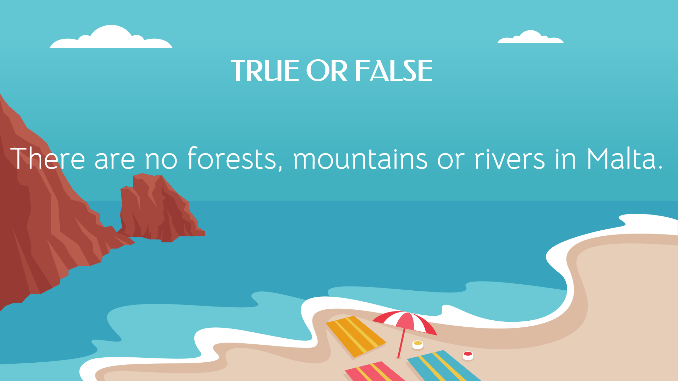 TRUE OR FALSE
There are no forests, mountains or rivers in Malta.